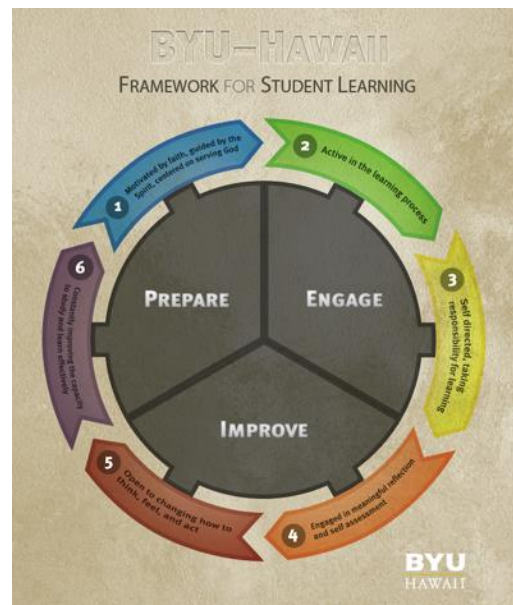 BYU–HAWAII
FRAMEWORK FOR STUDENT LEARNING
1
Motivated by faith, guided by the
Spirit, centered on serving God
2
Active in the learning process
3
Self directed, taking
responsibility for learning
4
Engaged in meaningful reflection
and self assessment
5
Open to changing how to
think, feel, and act
6
Constantly improving the capacity
to study and learn effectively
PREPARE
ENGAGE
IMPROVE
BYU
HAWAII